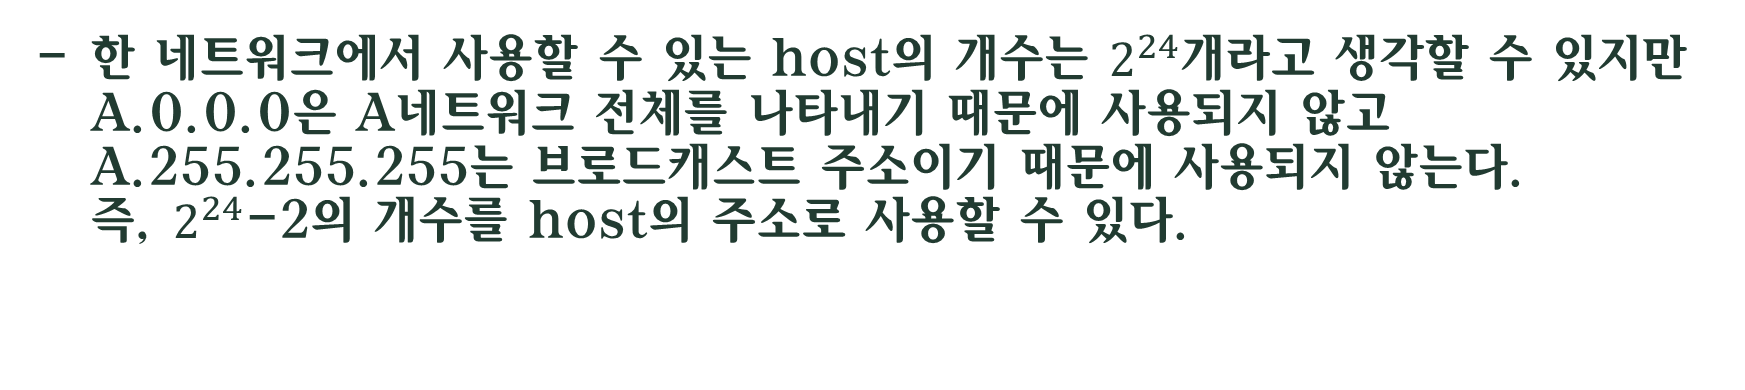 - 한 네트워크에서 사용할 수 있는 host의 개수는 2²⁴개라고 생각할 수 있지만
A.0.0.0은 A네트워크 전체를 나타내기 때문에 사용되지 않고
A.255.255.255는 브로드캐스트 주소이기 때문에 사용되지 않는다.
즉, 2²⁴-2의 개수를 host의 주소로 사용할 수 있다.